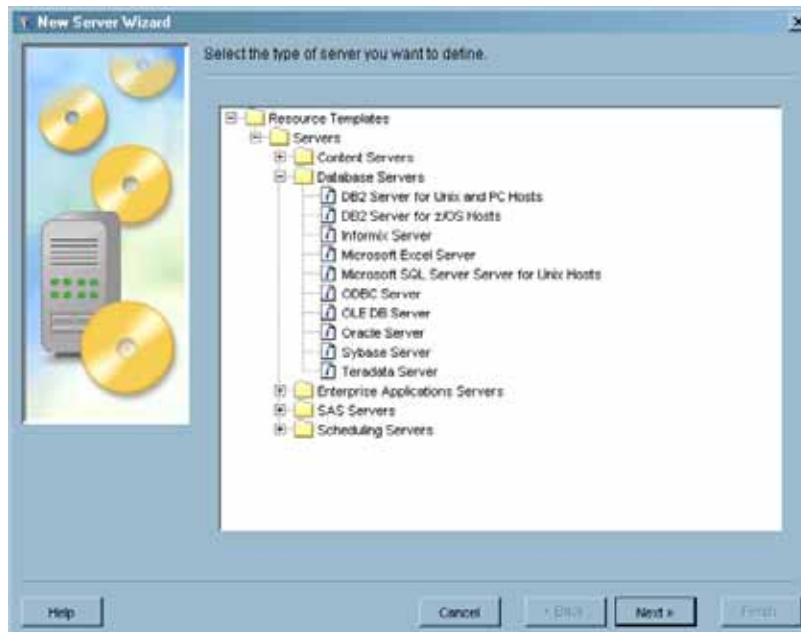 New Server Wizard
Select the type of server you want to define.
Resource Templates
Servers
Content Servers
Database Servers
DB2 Server for Unix and PC Hosts
DB2 Server for z/OS Hosts
Informix Server
Microsoft Excel Server
Microsoft SQL Server Server for Unix Hosts
ODBC Server
OLE DB Server
Oracle Server
Sybase Server
Teradata Server
Enterprise Applications Servers
SAS Servers
Scheduling Servers
Help Cancel < Back Next > Finish